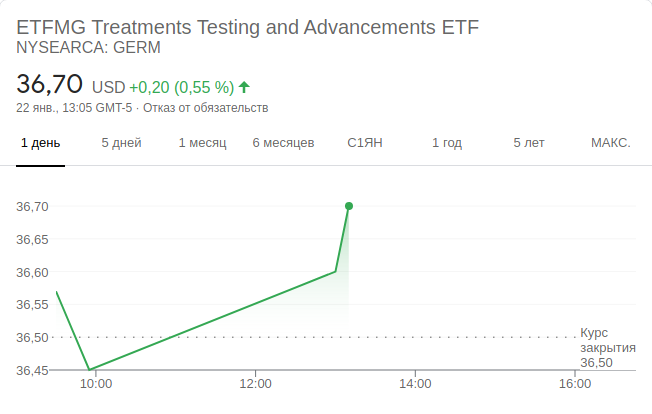 ETFMG Treatments Testing and Advancements ETF
NYSEARCA: GERM
36,70 USD +0,20 (0,55 %)
22 янв., 13:05 GMT-5 · Отказ от обязательств
1 день 5 дней 1 месяц 6 месяцев С1ЯН 1 год 5 лет МАКС.
36,70
36,65
36,60
36,55
36,50
Курс
закрытия
36,50
36,45
10:00 12:00 14:00 16:00